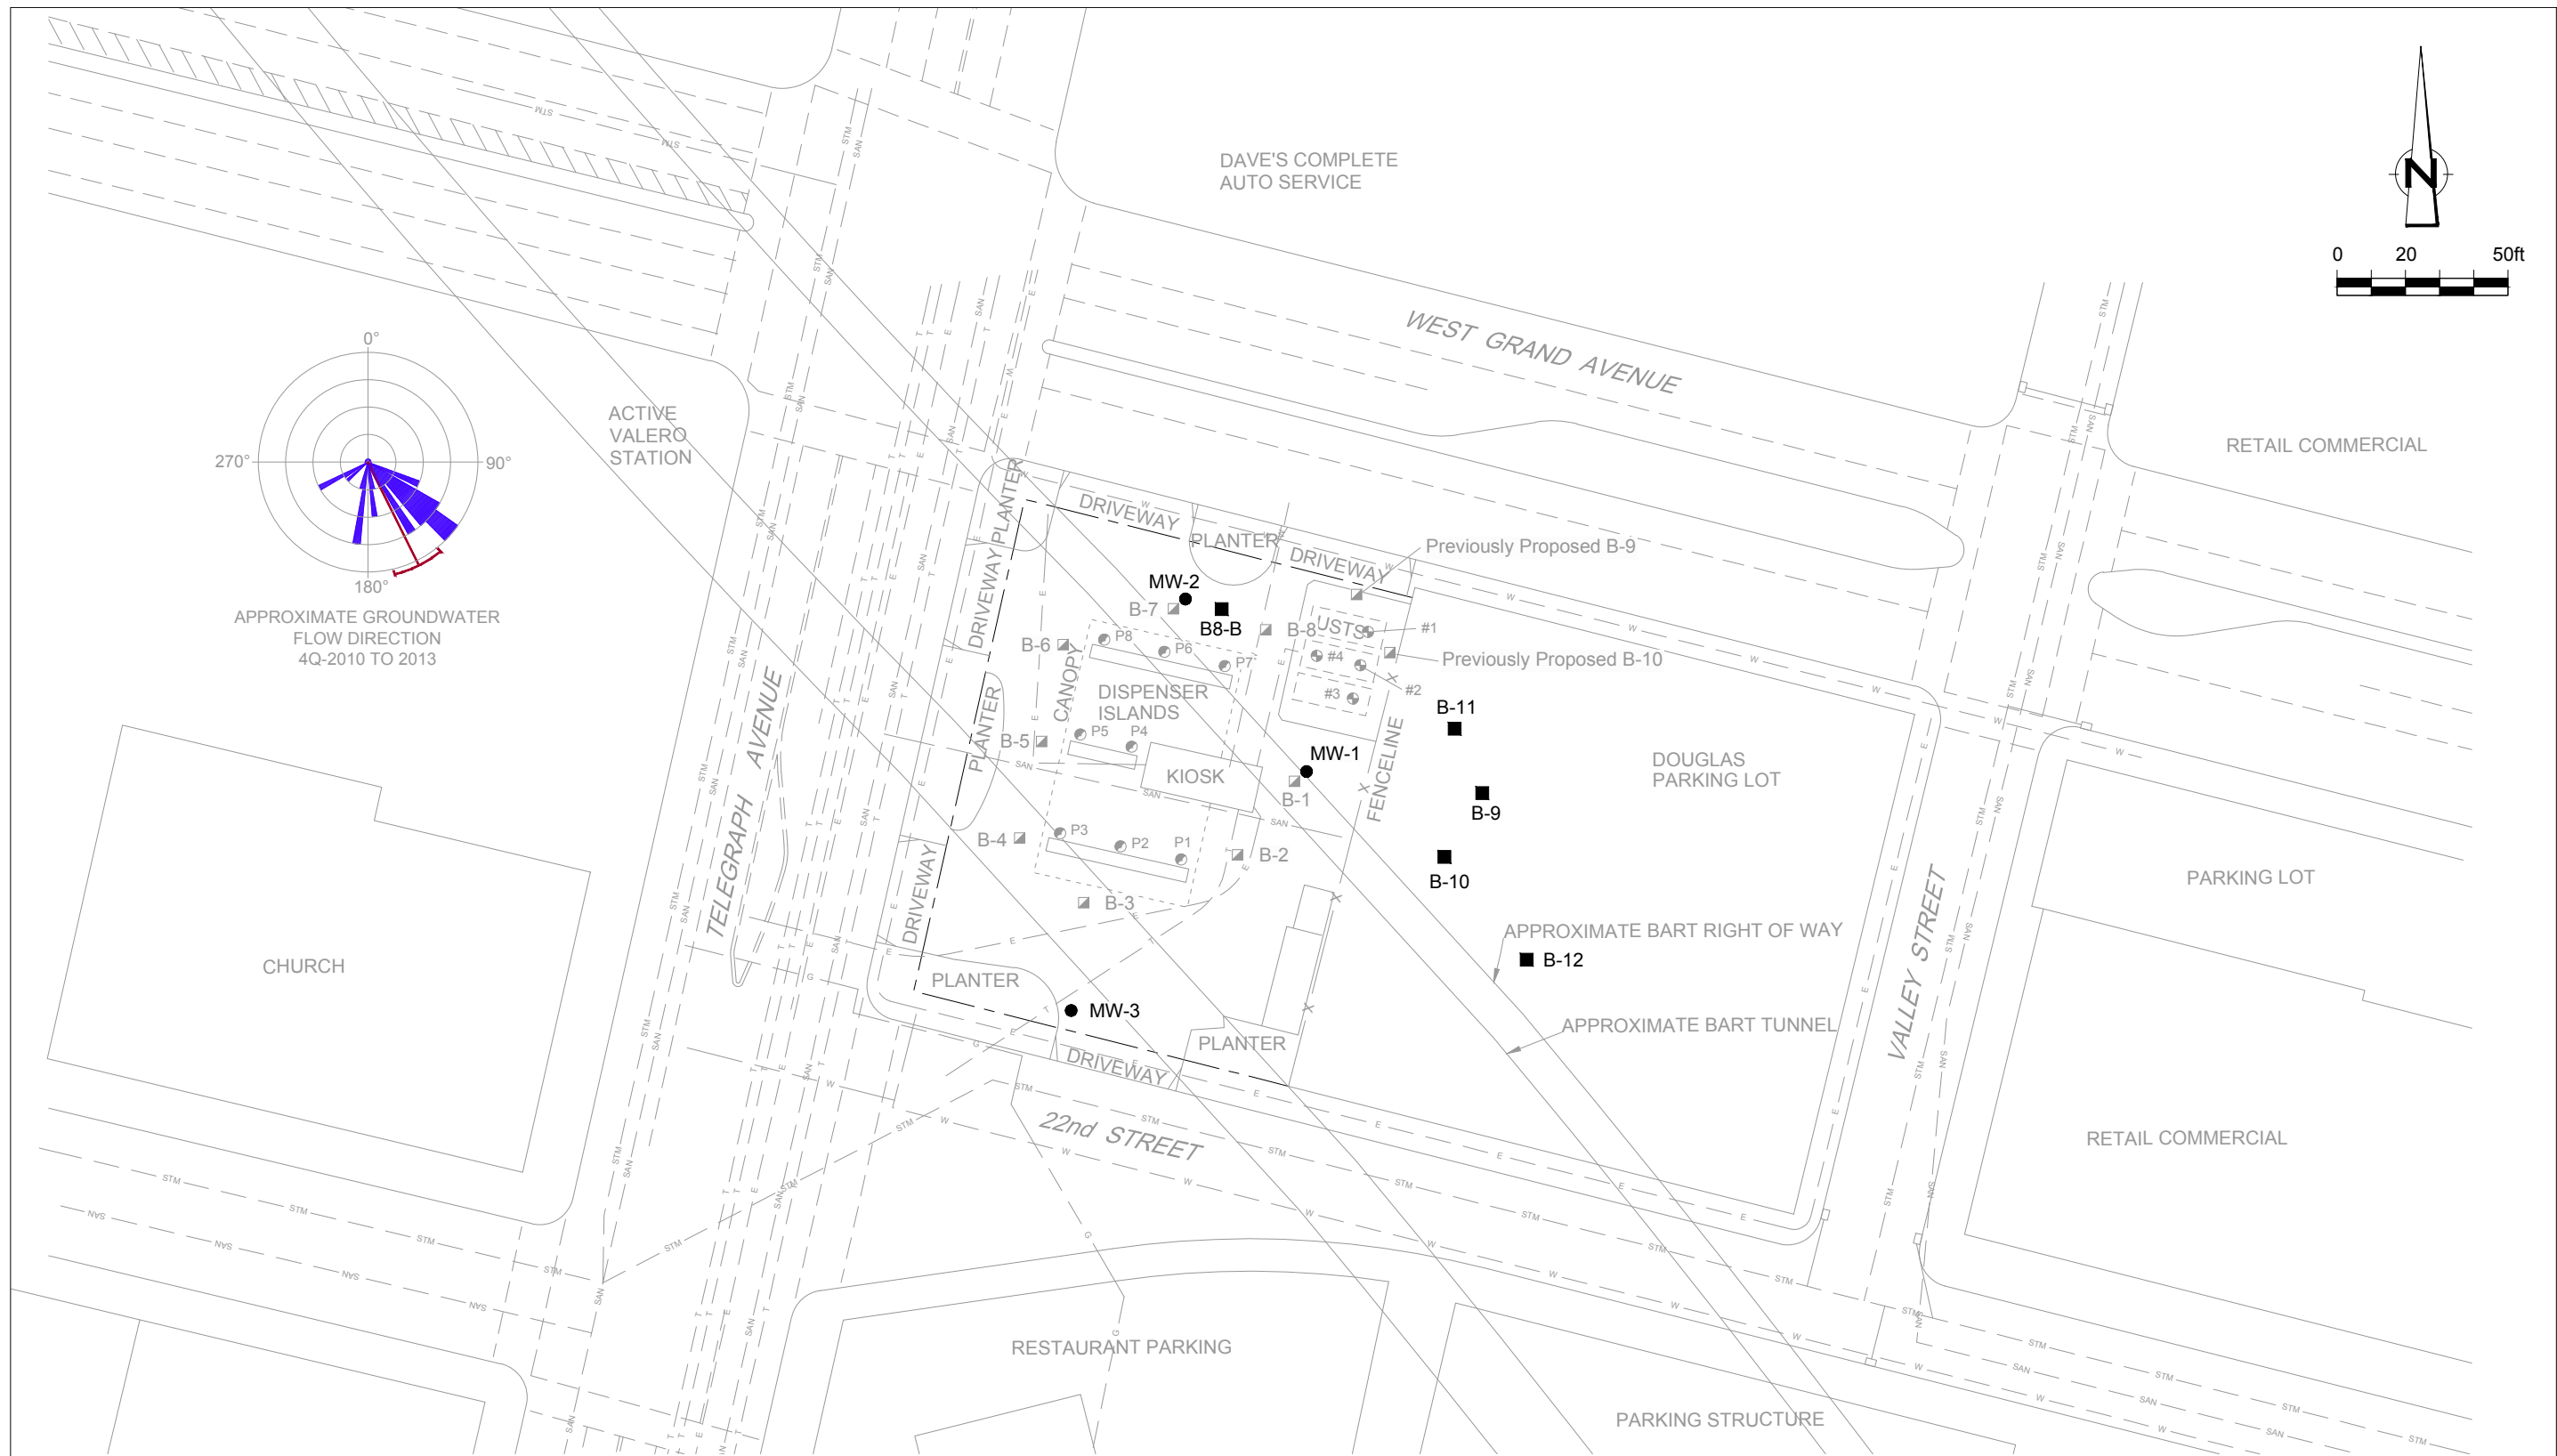 DAVE'S COMPLETE
AUTO SERVICE
N
0 20 50ft
WEST GRAND AVENUE
RETAIL COMMERCIAL
ACTIVE
VALERO
STATION
0°
90°
180°
270°
APPROXIMATE GROUNDWATER
FLOW DIRECTION
4Q-2010 TO 2013
DRIVEWAY
PLANTER
DRIVEWAY
PLANTER
DRIVEWAY
Previously Proposed B-9
MW-2
B-7
B8-B
B-8
USTS
#1
#4
#2
#3
Previously Proposed B-10
B-6
P8
P6
P7
CANOPY
DISPENSER
ISLANDS
PLANTER
B-5
P5
P4
KIOSK
MW-1
B-1
FENCELINE
B-11
DOUGLAS
PARKING LOT
B-9
B-10
TELEGRAPH AVENUE
B-4
P3
P2
P1
B-2
B-3
DRIVEWAY
PLANTER
MW-3
DRIVEWAY
PLANTER
APPROXIMATE BART RIGHT OF WAY
B-12
APPROXIMATE BART TUNNEL
VALLEY STREET
PARKING LOT
CHURCH
22nd STREET
RETAIL COMMERCIAL
RESTAURANT PARKING
PARKING STRUCTURE